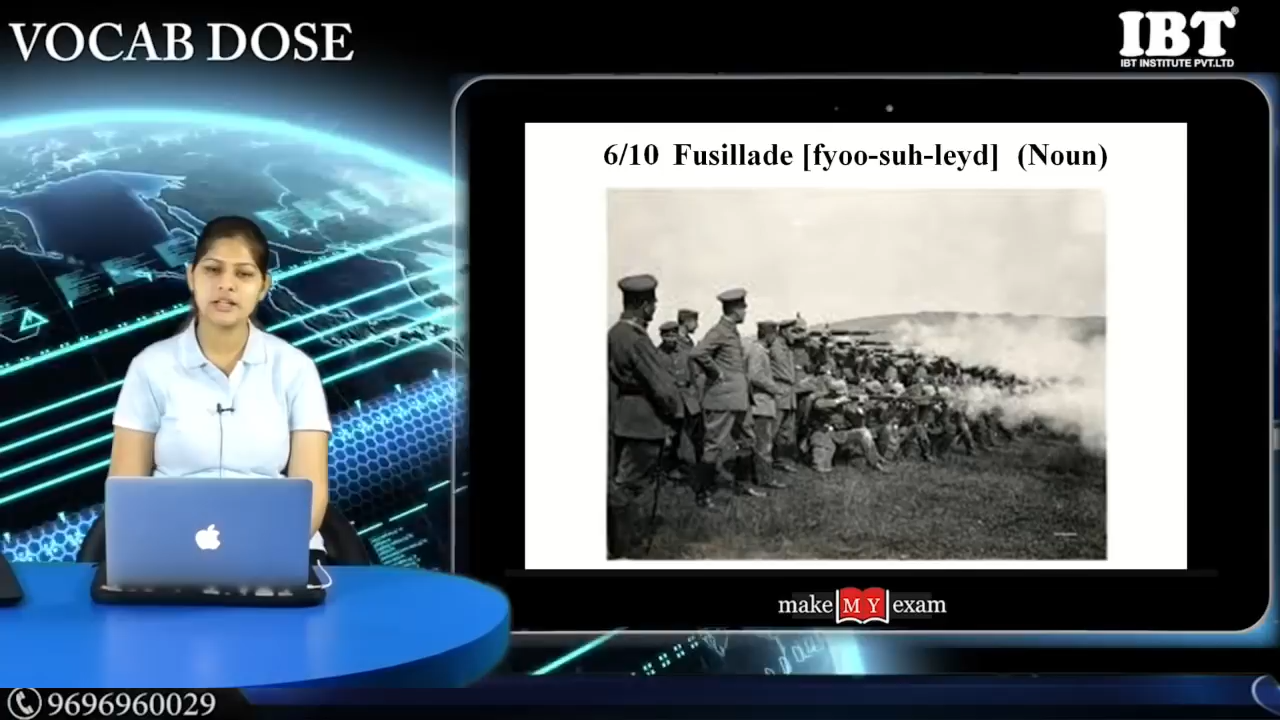 VOCAB DOSE
IBT
IBT INSTITUTE PVT.LTD
6/10 Fusillade [fyoo-suh-leyd] (Noun)
make MY exam
9696960029